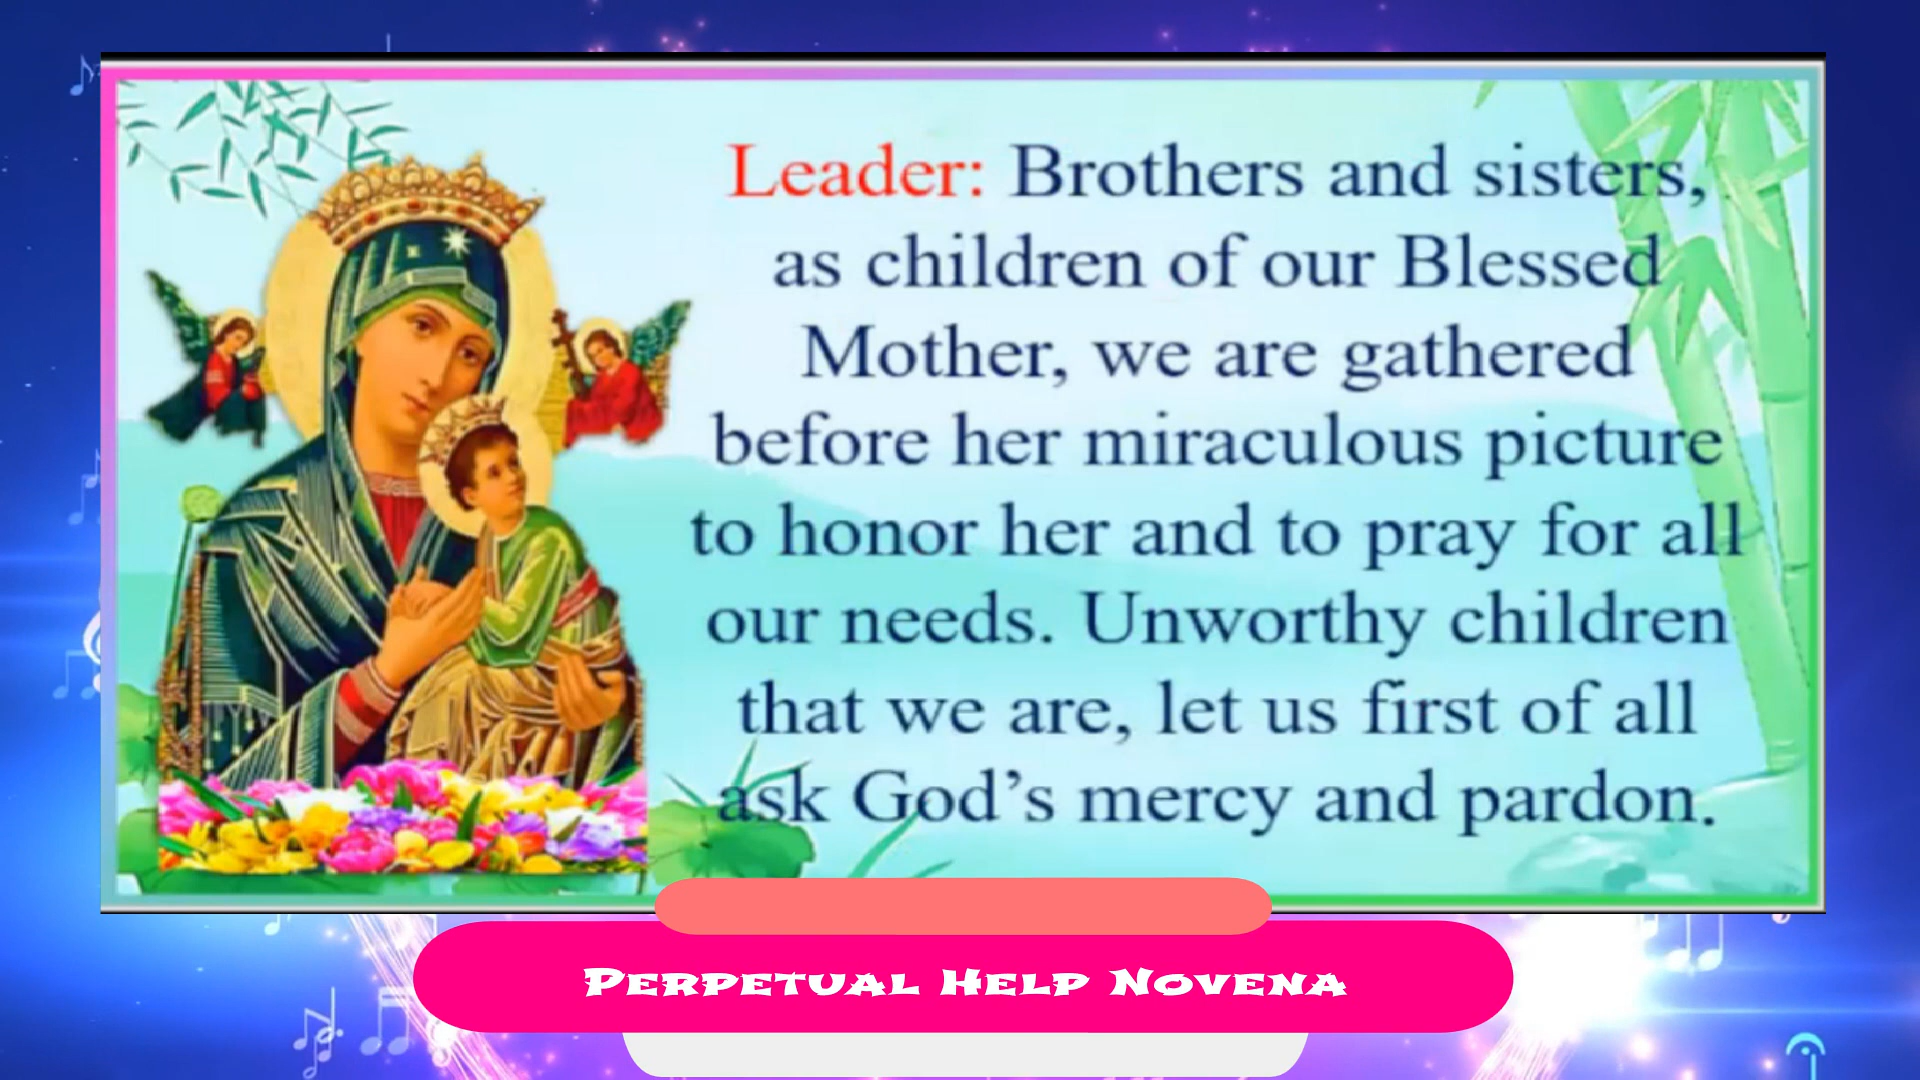 Leader: Brothers and sisters,
as children of our Blessed
Mother, we are gathered
before her miraculous picture
to honor her and to pray for all
our needs. Unworthy children
that we are, let us first of all
ask God’s mercy and pardon.
Perpetual Help Novena